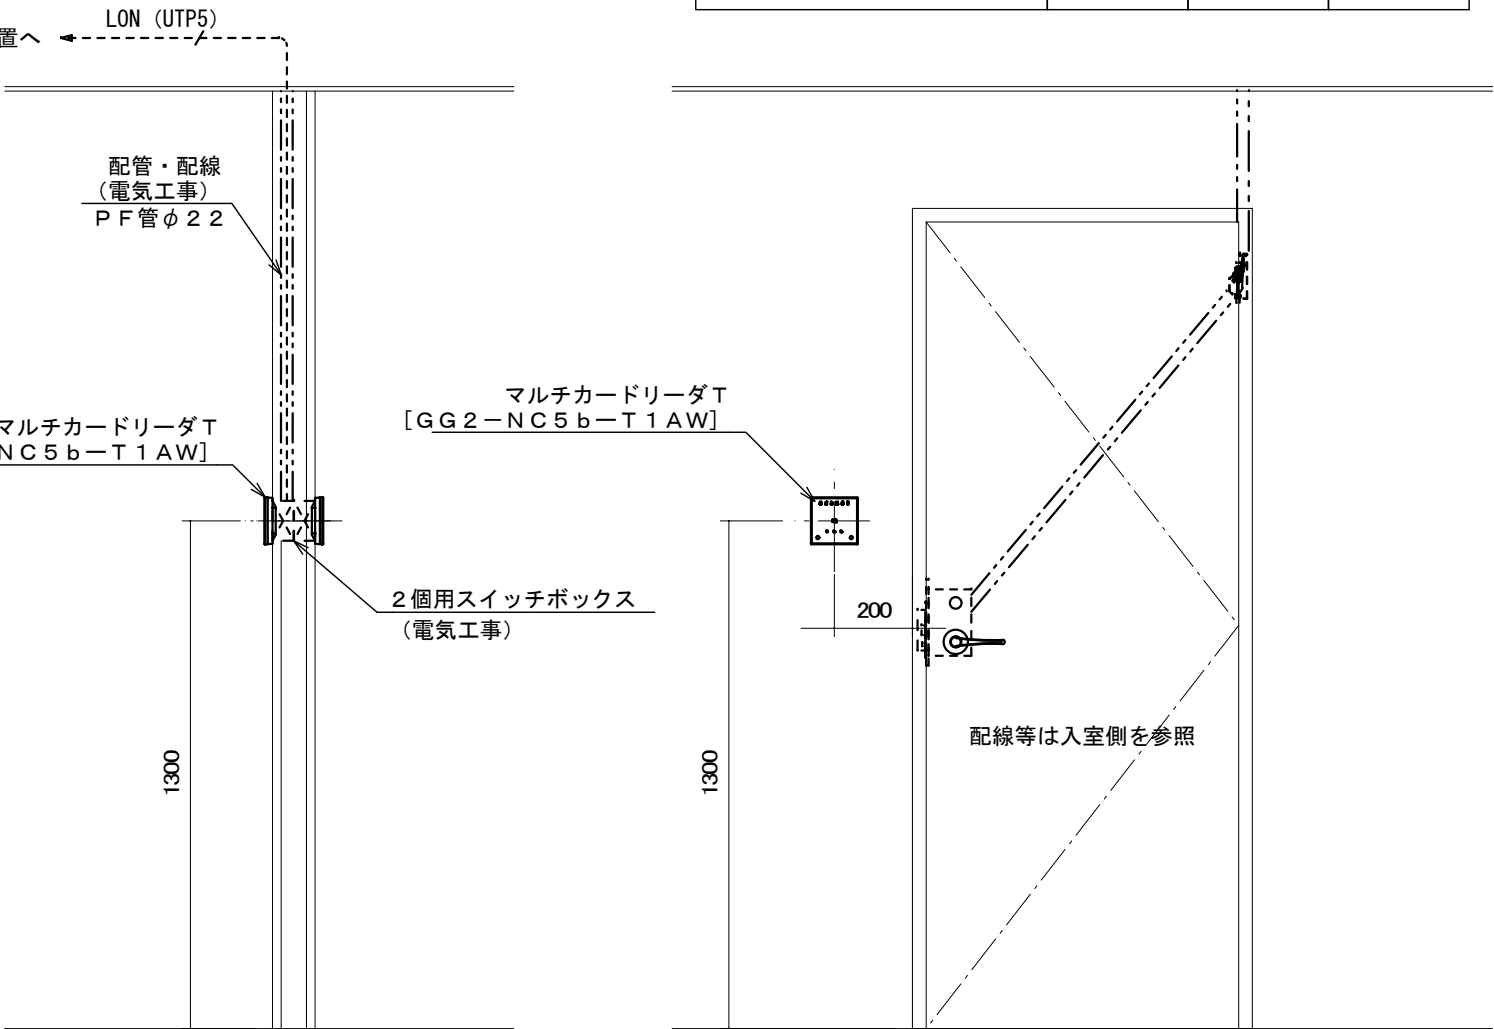 LON (UTP5)
置へ
配管・配線
(電気工事)
ＰＦ管φ２２
マルチカードリーダＴ
[ＧＧ２－ＮＣ５ｂ－Ｔ１ＡＷ]
マルチカードリーダＴ
ＮＣ５ｂ－Ｔ１ＡＷ]
２個用スイッチボックス
(電気工事)
200
配線等は入室側を参照
1300
1300